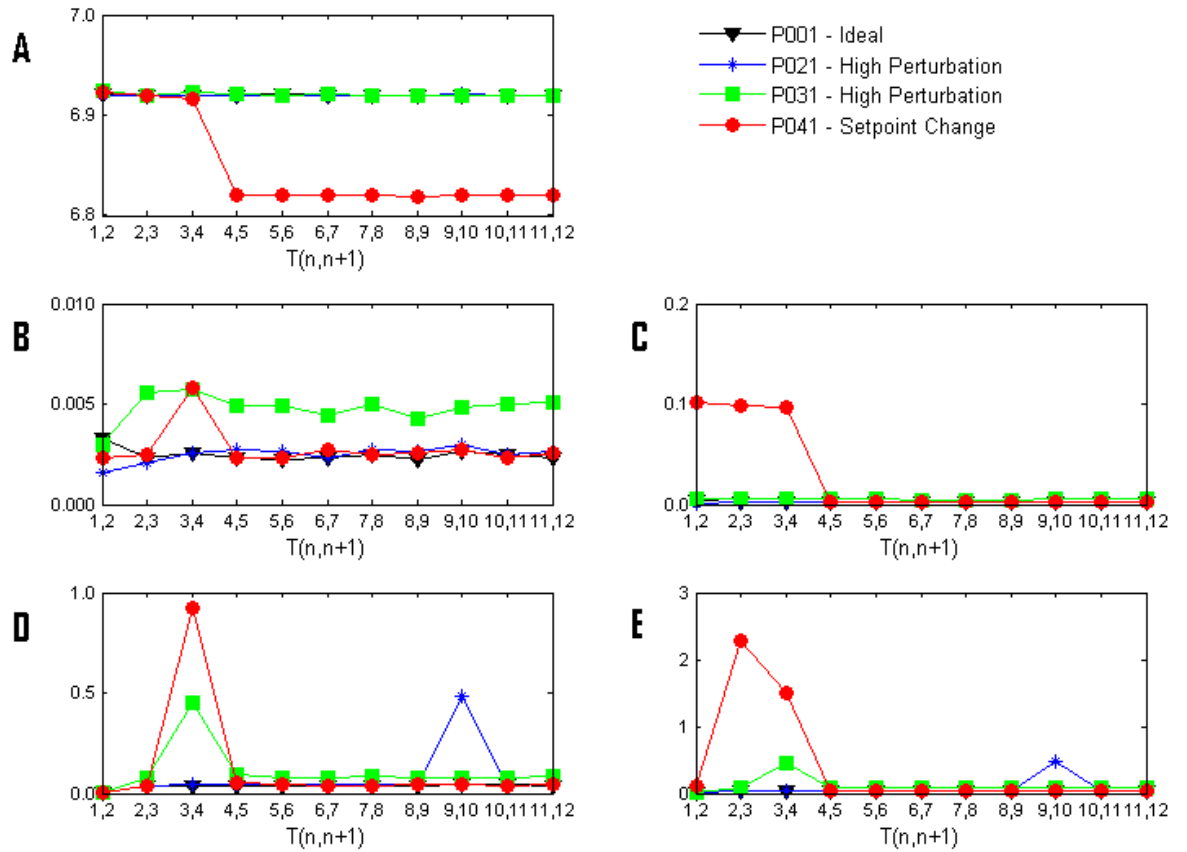 A
7.0
6.9
6.8
1,2 2,3 3,4 4,5 5,6 6,7 7,8 8,9 9,10 10,11 11,12
T(n,n+1)
P001 - Ideal
P021 - High Perturbation
P031 - High Perturbation
P041 - Setpoint Change
B
0.010
0.005
0.000
1,2 2,3 3,4 4,5 5,6 6,7 7,8 8,9 9,10 10,11 11,12
T(n,n+1)
C
0.2
0.1
0.0
1,2 2,3 3,4 4,5 5,6 6,7 7,8 8,9 9,10 10,11 11,12
T(n,n+1)
D
1.0
0.5
0.0
1,2 2,3 3,4 4,5 5,6 6,7 7,8 8,9 9,10 10,11 11,12
T(n,n+1)
E
3
2
1
0
1,2 2,3 3,4 4,5 5,6 6,7 7,8 8,9 9,10 10,11 11,12
T(n,n+1)